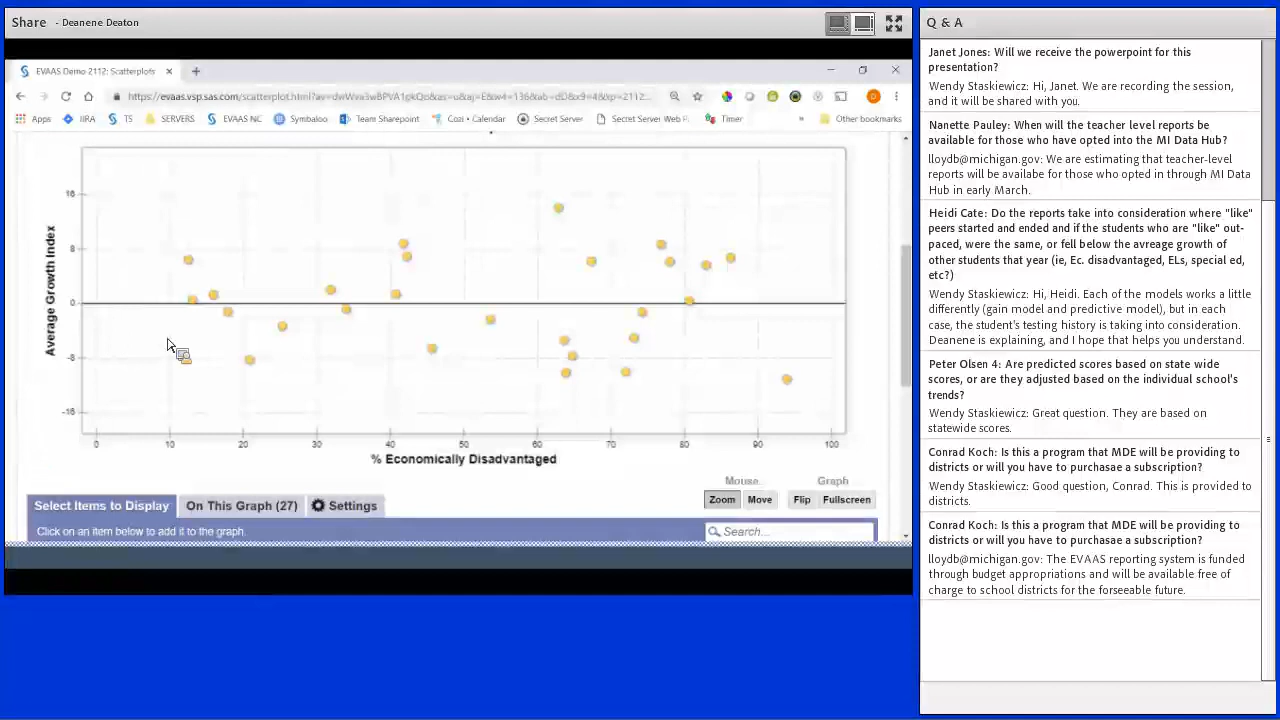 Share - Deanene Deaton
EVAAS Demo 2112: Scatterplots
https://evaas.vsp.sas.com/scatterplot.html?
Apps JIRA TS SERVERS EVAAS NC Symbaloo Team Sharepoint Cozi • Calendar Secret Server Secret Server Web P. Timer » Other bookmarks
Average Growth Index
16
8
0
-8
-16
0 10 20 30 40 50 60 70 80 90 100
% Economically Disadvantaged
Mouse Graph
Zoom Move Flip Fullscreen
Select Items to Display On This Graph (27) Settings
Click on an item below to add it to the graph. Search...
Q & A
Janet Jones: Will we receive the powerpoint for this
presentation?
Wendy Staskiewicz: Hi, Janet. We are recording the session,
and it will be shared with you.
Nanette Pauley: When will the teacher level reports be
available for those who have opted into the MI Data Hub?
lloydb@michigan.gov: We are estimating that teacher-level
reports will be availabe for those who opted in through MI Data
Hub in early March.
Heidi Cate: Do the reports take into consideration where "like"
peers started and ended and if the students who are "like" out-
paced, were the same, or fell below the avereage growth of
other students that year (ie, Ec. disadvantaged, ELs, special ed,
etc?)
Wendy Staskiewicz: Hi, Heidi. Each of the models works a little
differently (gain model and predictive model), but in each
case, the student's testing history is taking into consideration.
Deanene is explaining, and I hope that helps you understand.
Peter Olsen 4: Are predicted scores based on state wide
scores, or are they adjusted based on the individual school's
trends?
Wendy Staskiewicz: Great question. They are based on
statewide scores.
Conrad Koch: Is this a program that MDE will be providing to
districts or will you have to purchasae a subscription?
Wendy Staskiewicz: Good question, Conrad. This is provided to
districts.
Conrad Koch: Is this a program that MDE will be providing to
districts or will you have to purchasae a subscription?
lloydb@michigan.gov: The EVAAS reporting system is funded
through budget appropriations and will be available free of
charge to school districts for the forseeable future.